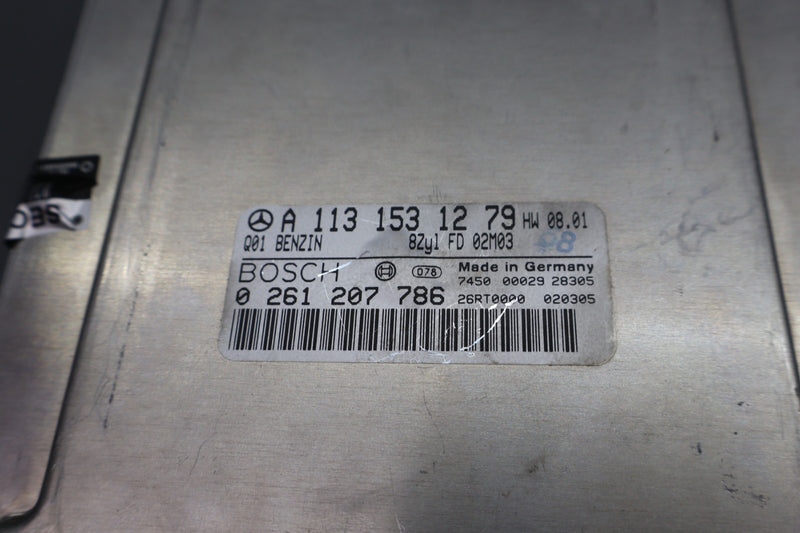 A 113 153 12 79 HW 08.01
Q01 BENZIN 8Zyl FD 02M03
BOSCH 078 Made in Germany
7450 00029 28305
0 261 207 786 26RT0000 020305
SEC